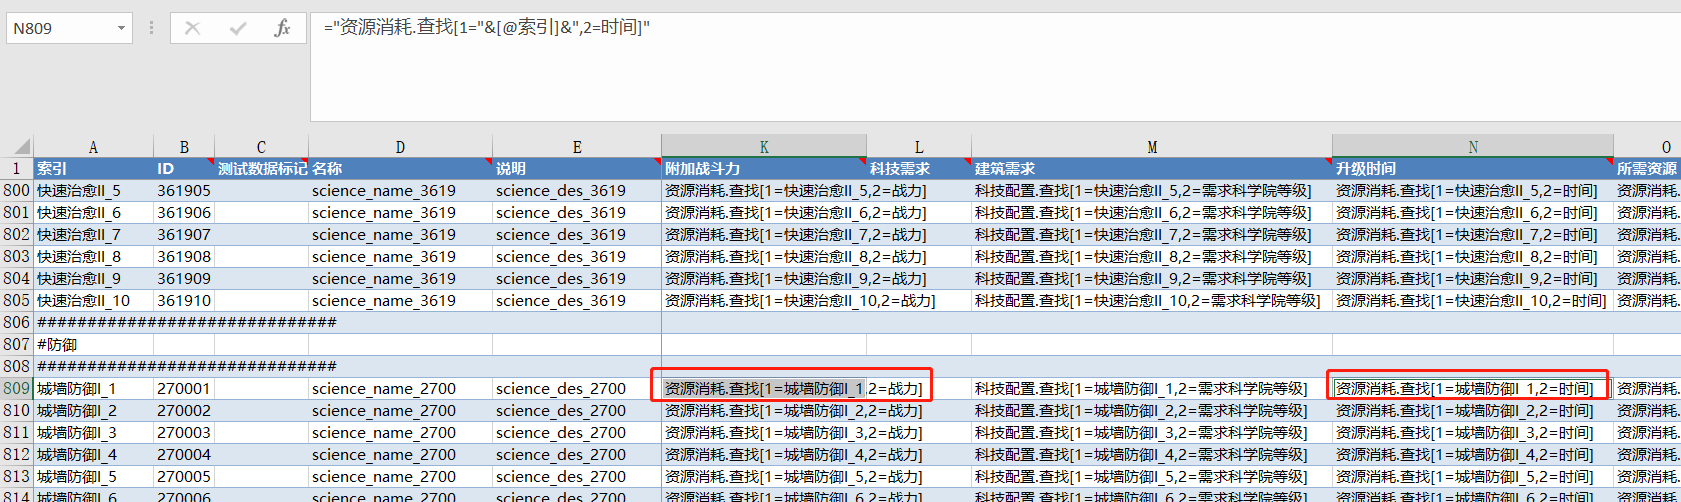 N809 fx ="资源消耗.查找[1="&[@索引]&",2=时间]"
A B C D E K L M N O
1 索引 ID 测试数据标记 名称 说明 附加战斗力 科技需求 建筑需求 升级时间 所需资源
800 快速治愈II_5 361905 science_name_3619 science_des_3619 资源消耗.查找[1=快速治愈II_5,2=战力] 科技配置.查找[1=快速治愈II_5,2=需求科学院等级] 资源消耗.查找[1=快速治愈II_5,2=时间] 资源消耗.
801 快速治愈II_6 361906 science_name_3619 science_des_3619 资源消耗.查找[1=快速治愈II_6,2=战力] 科技配置.查找[1=快速治愈II_6,2=需求科学院等级] 资源消耗.查找[1=快速治愈II_6,2=时间] 资源消耗.
802 快速治愈II_7 361907 science_name_3619 science_des_3619 资源消耗.查找[1=快速治愈II_7,2=战力] 科技配置.查找[1=快速治愈II_7,2=需求科学院等级] 资源消耗.查找[1=快速治愈II_7,2=时间] 资源消耗.
803 快速治愈II_8 361908 science_name_3619 science_des_3619 资源消耗.查找[1=快速治愈II_8,2=战力] 科技配置.查找[1=快速治愈II_8,2=需求科学院等级] 资源消耗.查找[1=快速治愈II_8,2=时间] 资源消耗.
804 快速治愈II_9 361909 science_name_3619 science_des_3619 资源消耗.查找[1=快速治愈II_9,2=战力] 科技配置.查找[1=快速治愈II_9,2=需求科学院等级] 资源消耗.查找[1=快速治愈II_9,2=时间] 资源消耗.
805 快速治愈II_10 361910 science_name_3619 science_des_3619 资源消耗.查找[1=快速治愈II_10,2=战力] 科技配置.查找[1=快速治愈II_10,2=需求科学院等级] 资源消耗.查找[1=快速治愈II_10,2=时间] 资源消耗.
806 ##############################
807 #防御
808 ##############################
809 城墙防御I_1 270001 science_name_2700 science_des_2700 资源消耗.查找[1=城墙防御I_1,2=战力] 科技配置.查找[1=城墙防御I_1,2=需求科学院等级] 资源消耗.查找[1=城墙防御I_1,2=时间] 资源消耗.
810 城墙防御I_2 270002 science_name_2700 science_des_2700 资源消耗.查找[1=城墙防御I_2,2=战力] 科技配置.查找[1=城墙防御I_2,2=需求科学院等级] 资源消耗.查找[1=城墙防御I_2,2=时间] 资源消耗.
811 城墙防御I_3 270003 science_name_2700 science_des_2700 资源消耗.查找[1=城墙防御I_3,2=战力] 科技配置.查找[1=城墙防御I_3,2=需求科学院等级] 资源消耗.查找[1=城墙防御I_3,2=时间] 资源消耗.
812 城墙防御I_4 270004 science_name_2700 science_des_2700 资源消耗.查找[1=城墙防御I_4,2=战力] 科技配置.查找[1=城墙防御I_4,2=需求科学院等级] 资源消耗.查找[1=城墙防御I_4,2=时间] 资源消耗.
813 城墙防御I_5 270005 science_name_2700 science_des_2700 资源消耗.查找[1=城墙防御I_5,2=战力] 科技配置.查找[1=城墙防御I_5,2=需求科学院等级] 资源消耗.查找[1=城墙防御I_5,2=时间] 资源消耗.
814 城墙防御I_6 270006 science_name_2700 science_des_2700 资源消耗.查找[1=城墙防御I_6,2=战力] 科技配置.查找[1=城墙防御I_6,2=需求科学院等级] 资源消耗.查找[1=城墙防御I_6,2=时间] 资源消耗.